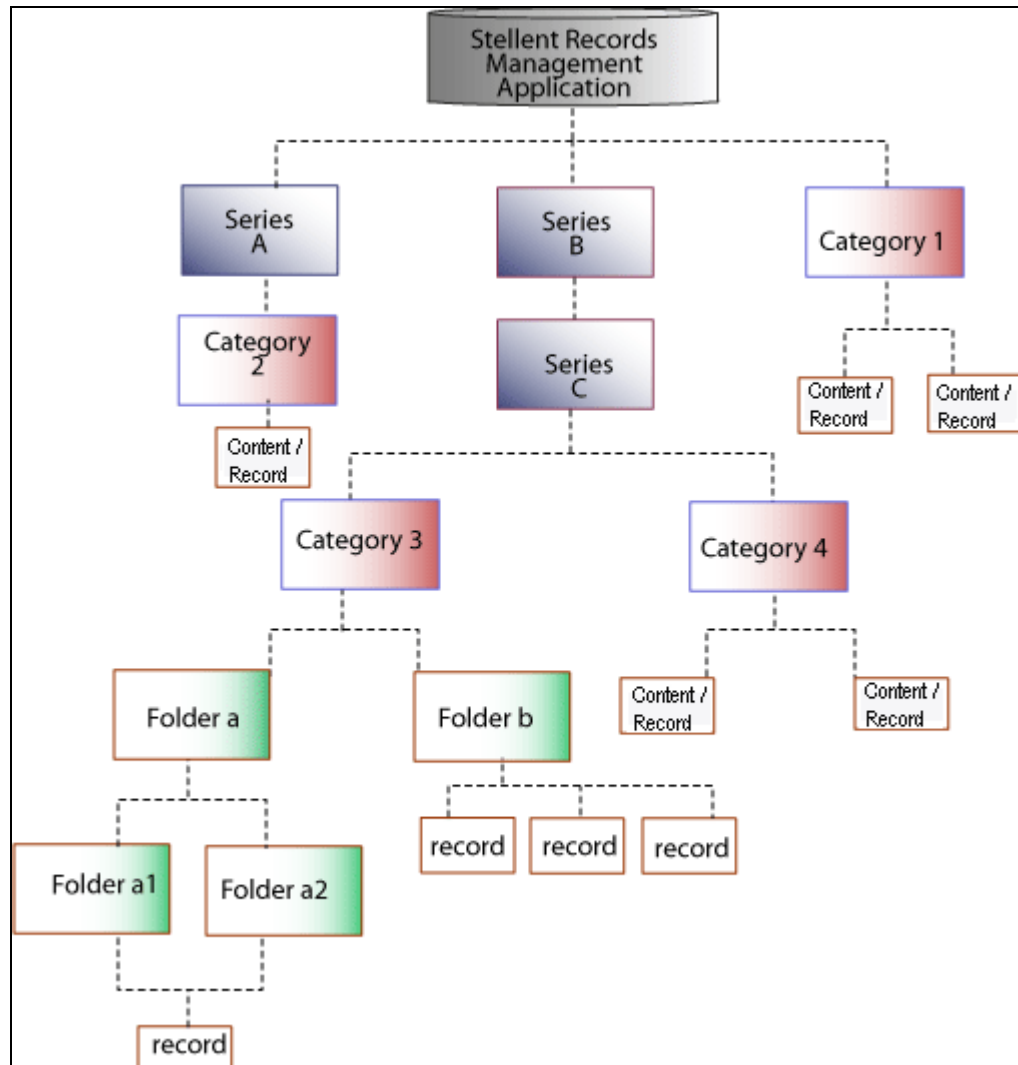 Stellent Records
Management
Application
Series
A
Series
B
Category 1
Category
2
Series
C
Content /
Record
Content /
Record
Content /
Record
Category 3
Category 4
Folder a
Folder b
Content /
Record
Content /
Record
record
record
record
Folder a1
Folder a2
record